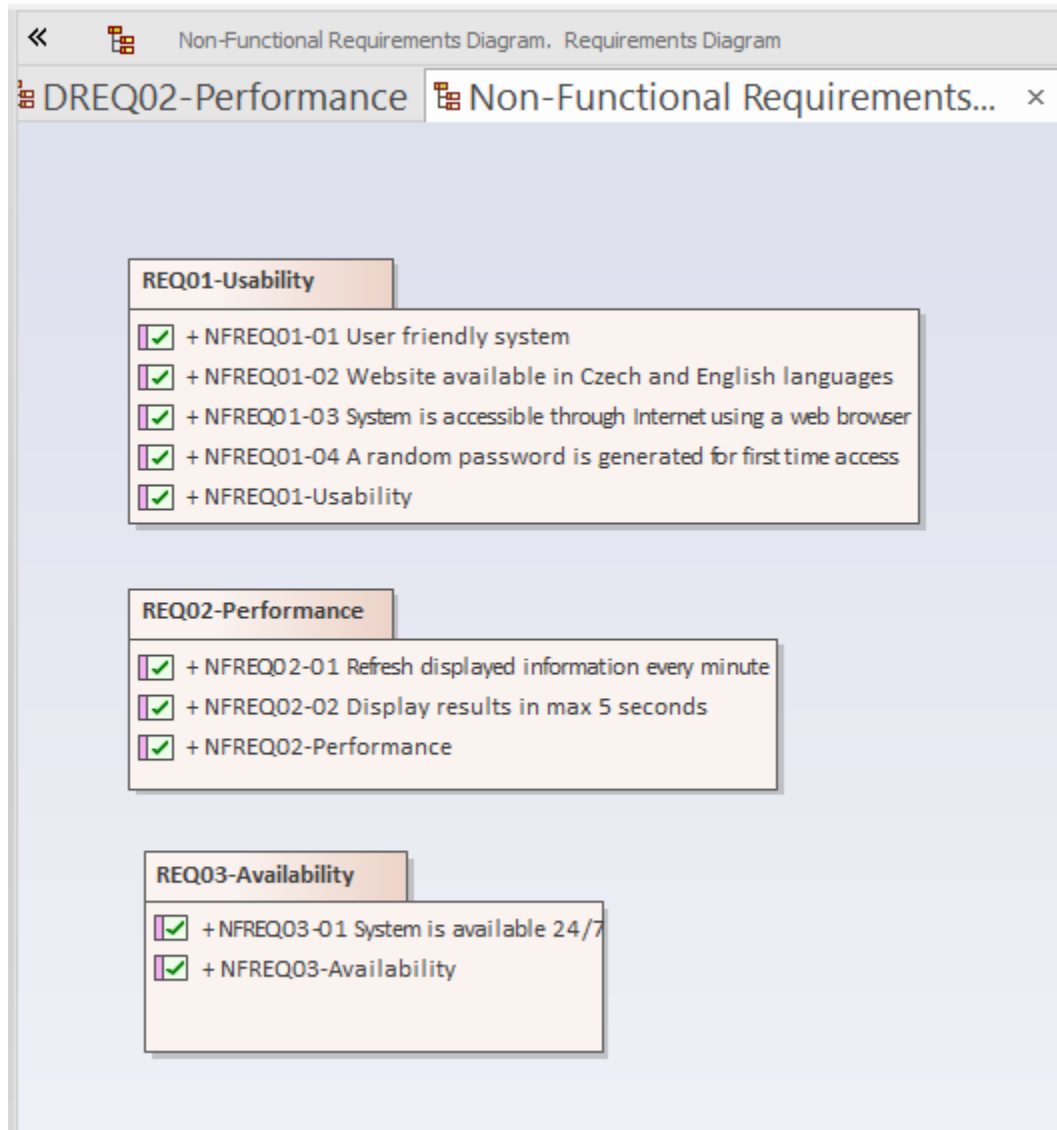 «
Non-Functional Requirements Diagram. Requirements Diagram
DREQ02-Performance Non-Functional Requirements... ×
REQ01-Usability
+ NFREQ01-01 User friendly system
+ NFREQ01-02 Website available in Czech and English languages
+ NFREQ01-03 System is accessible through Internet using a web browser
+ NFREQ01-04 A random password is generated for first time access
+ NFREQ01-Usability
REQ02-Performance
+ NFREQ02-01 Refresh displayed information every minute
+ NFREQ02-02 Display results in max 5 seconds
+ NFREQ02-Performance
REQ03-Availability
+ NFREQ03-01 System is available 24/7
+ NFREQ03-Availability